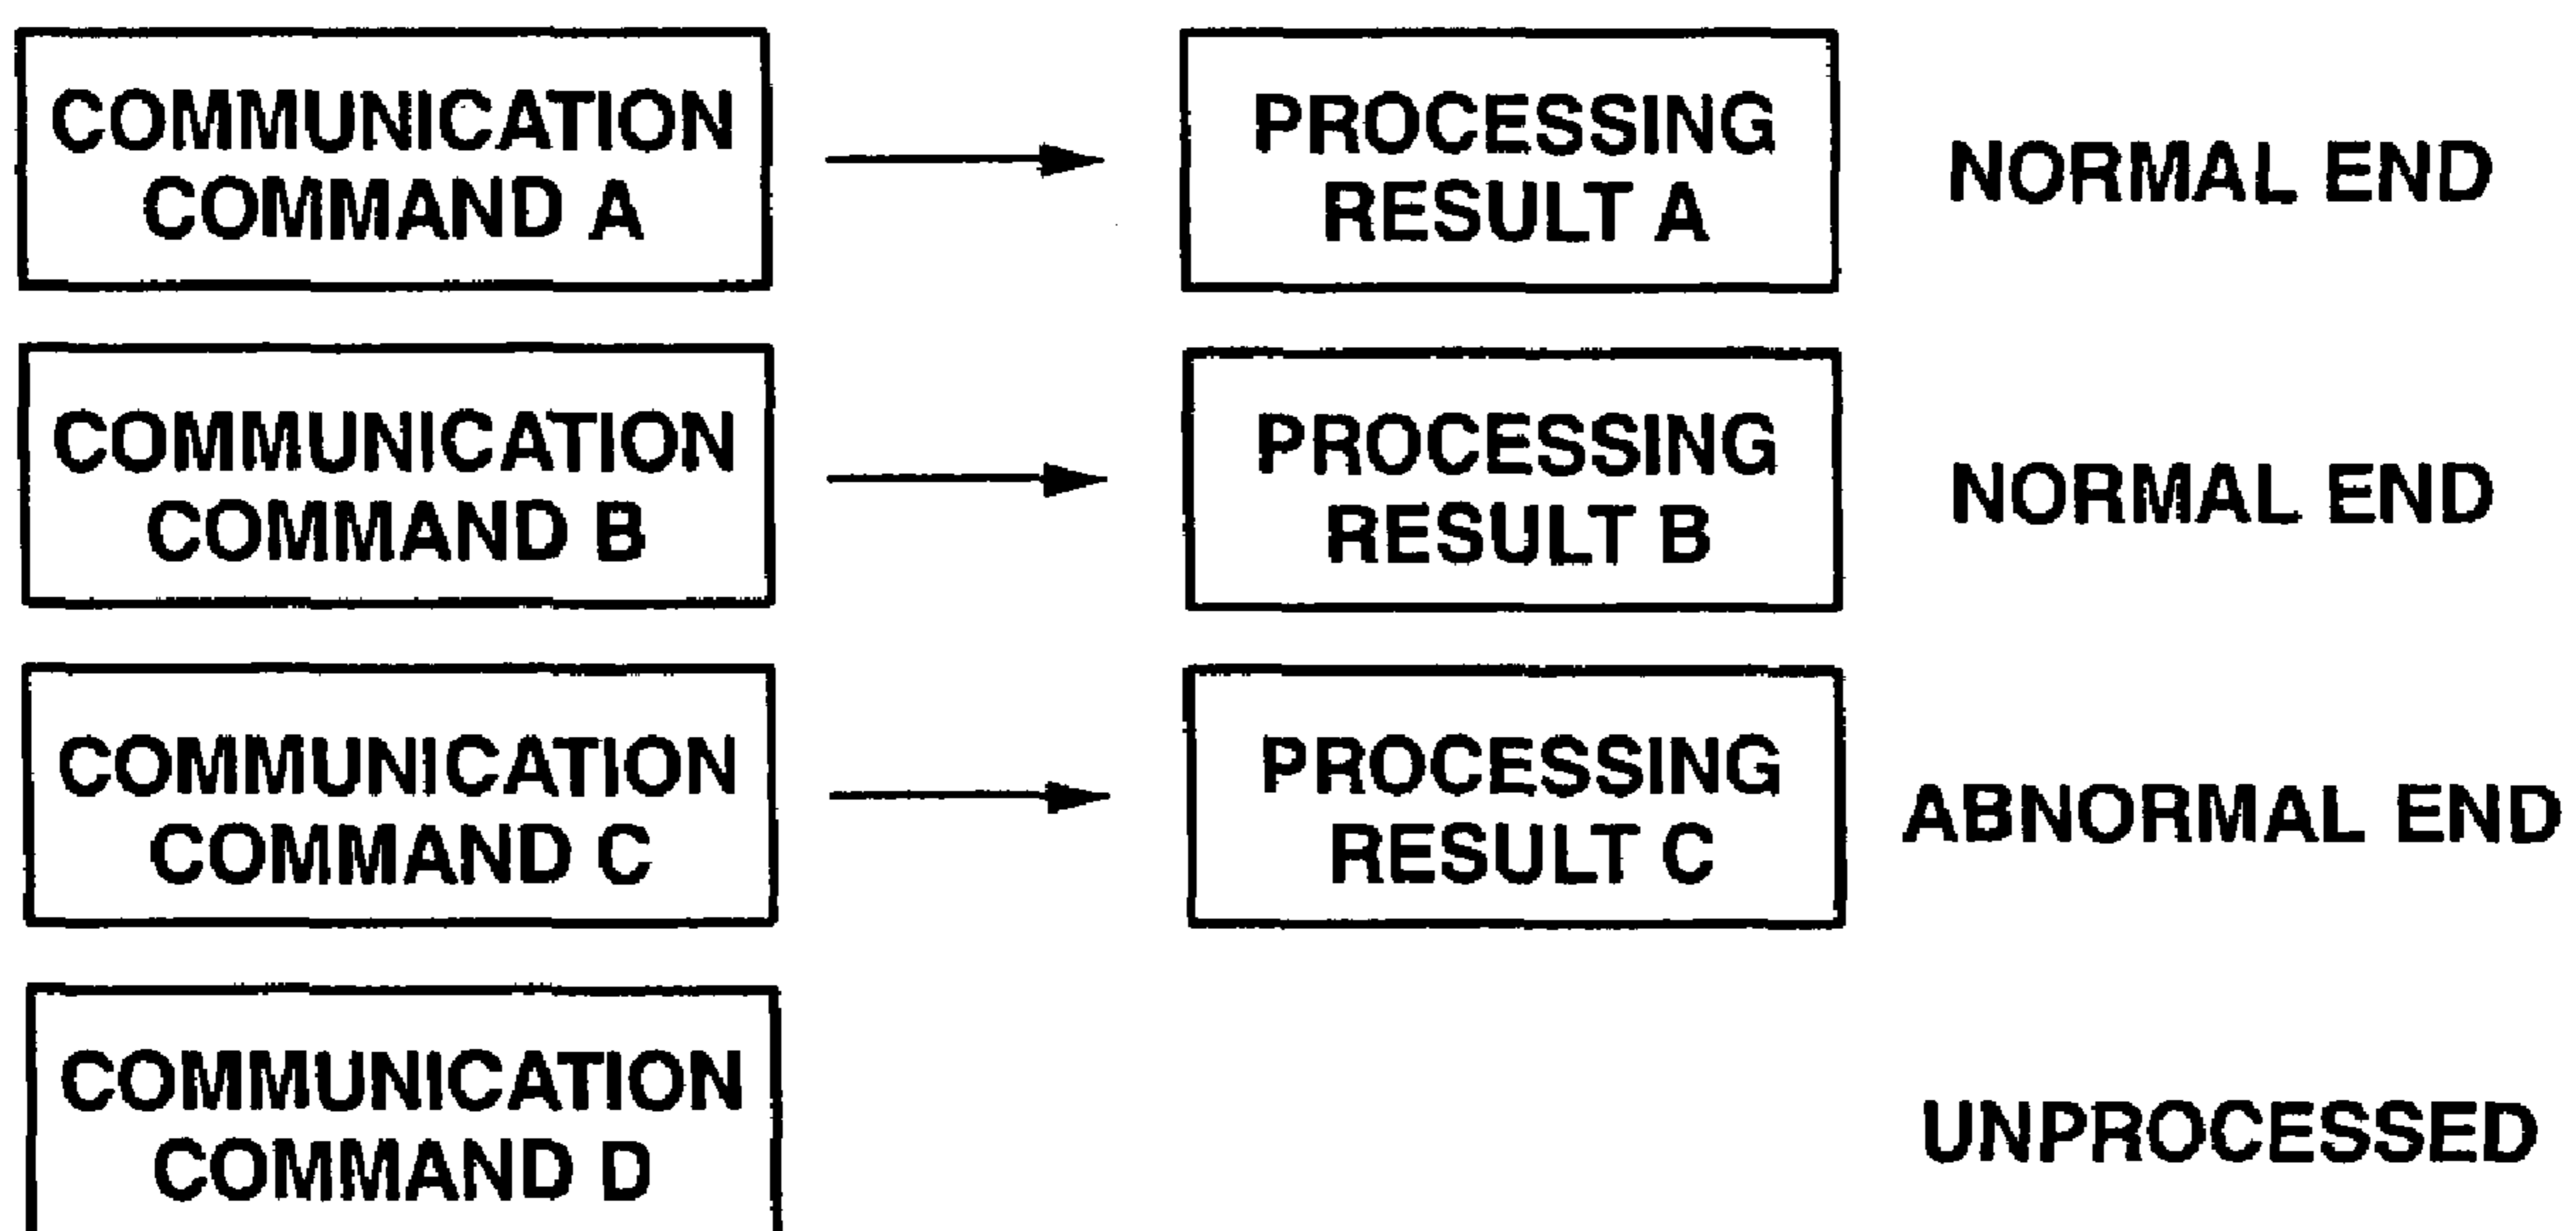 COMMUNICATION
COMMAND A
PROCESSING
RESULT A
NORMAL END
COMMUNICATION
COMMAND B
PROCESSING
RESULT B
NORMAL END
COMMUNICATION
COMMAND C
PROCESSING
RESULT C
ABNORMAL END
COMMUNICATION
COMMAND D
UNPROCESSED